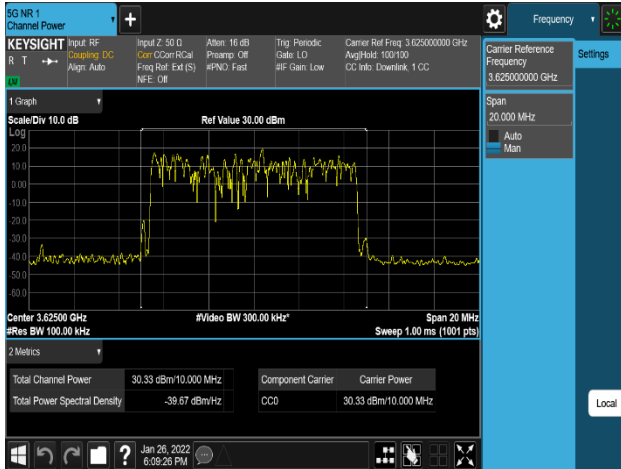 5G NR 1
Channel Power
Frequency
KEYSIGHT
R T
LV
Input: RF
Coupling: DC
Align: Auto
Input Z: 50 Ω
Corr CCorr RCal
Freq Ref: Ext (S)
NFE: Off
Atten: 16 dB
Preamp: Off
#PNO: Fast
Trig: Periodic
Gate: LO
#IF Gain: Low
Carrier Ref Freq: 3.625000000 GHz
Avg|Hold: 100/100
CC Info: Downlink, 1 CC
Carrier Reference
Frequency
3.625000000 GHz
Settings
Span
20.000 MHz
Auto
Man
1 Graph
Scale/Div 10.0 dB
Ref Value 30.00 dBm
Log
20.0
10.0
0.00
-10.0
-20.0
-30.0
-40.0
-50.0
-60.0
Center 3.62500 GHz
#Video BW 300.00 kHz*
Span 20 MHz
#Res BW 100.00 kHz
Sweep 1.00 ms (1001 pts)
2 Metrics
Total Channel Power
30.33 dBm/10.000 MHz
Total Power Spectral Density
-39.67 dBm/Hz
Component Carrier
Carrier Power
CC0
30.33 dBm/10.000 MHz
Local
?
Jan 26, 2022
6:09:26 PM